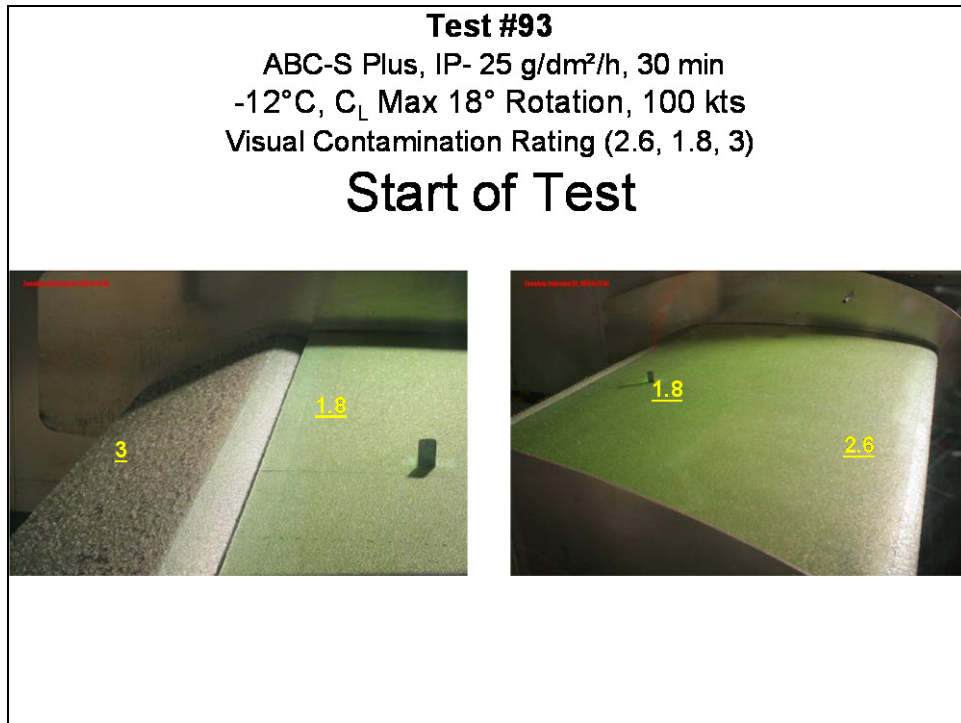 Test #93
ABC-S Plus, IP- 25 g/dm²/h, 30 min
-12°C, C_L Max 18° Rotation, 100 kts
Visual Contamination Rating (2.6, 1.8, 3)
Start of Test
3
1.8
1.8
2.6